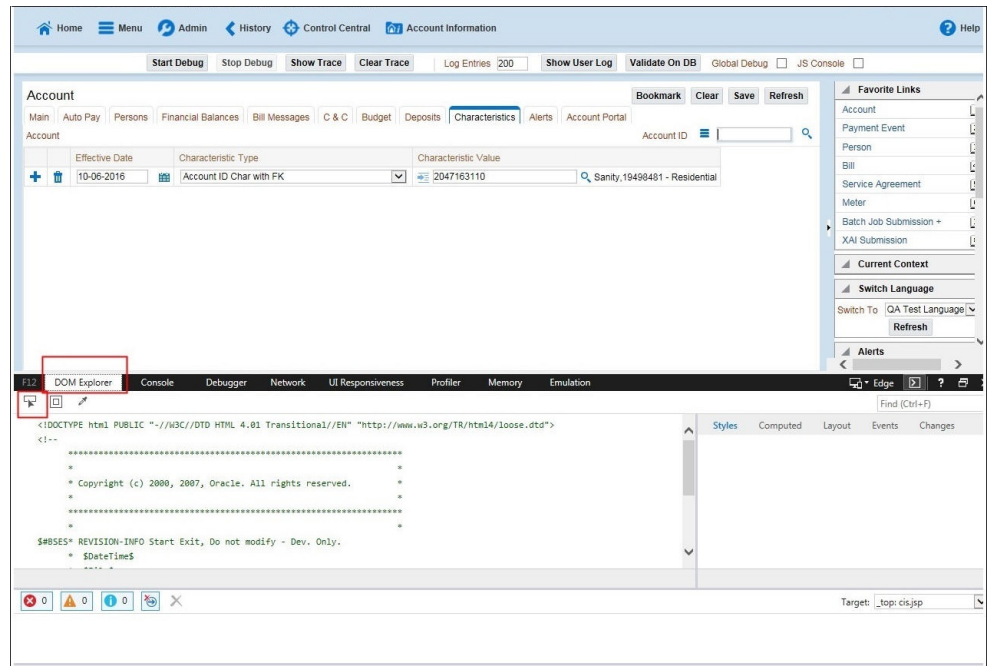 Home Menu Admin History Control Central Account Information Help
Start Debug Stop Debug Show Trace Clear Trace Log Entries 200 Show User Log Validate On DB Global Debug JS Console
Account Bookmark Clear Save Refresh
Main Auto Pay Persons Financial Balances Bill Messages C & C Budget Deposits Characteristics Alerts Account Portal
Account Account ID
Effective Date Characteristic Type Characteristic Value
10-06-2016 Account ID Char with FK 2047163110 Sanity,19498481 - Residential
Favorite Links
Account
Payment Event
Person
Bill
Service Agreement
Meter
Batch Job Submission +
XAI Submission
Current Context
Switch Language
Switch To QA Test Language
Refresh
Alerts
F12 DOM Explorer Console Debugger Network UI Responsiveness Profiler Memory Emulation Edge ?
Find (Ctrl+F)
<!DOCTYPE html PUBLIC "-//W3C//DTD HTML 4.01 Transitional//EN" "http://www.w3.org/TR/html4/loose.dtd">
<!--
******************************************************************
* *
* Copyright (c) 2000, 2007, Oracle. All rights reserved. *
* *
******************************************************************
* *
$#BSES* REVISION-INFO Start Exit, Do not modify - Dev. Only.
* $DateTime$
Styles Computed Layout Events Changes
0 0 0
Target: _top: cis.jsp